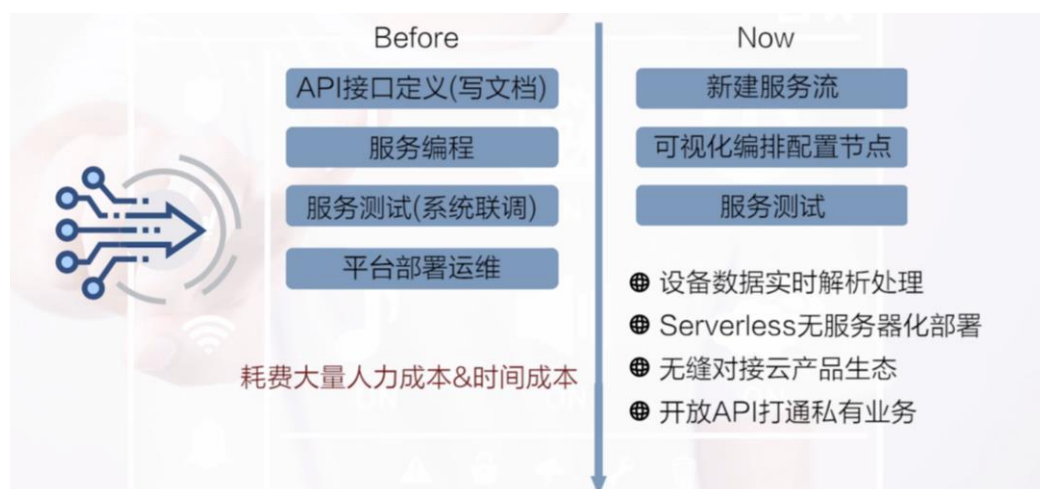 Before
API接口定义(写文档)
服务编程
服务测试(系统联调)
平台部署运维
耗费大量人力成本&时间成本
Now
新建服务流
可视化编排配置节点
服务测试
设备数据实时解析处理
Serverless无服务器化部署
无缝对接云产品生态
开放API打通私有业务